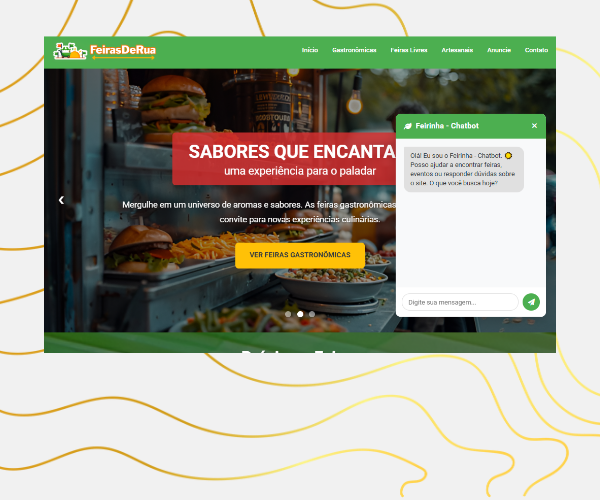 FeirasDeRua
Início Gastronômicas Feiras Livres Artesanais Anuncie Contato
SABORES QUE ENCANTA
uma experiência para o paladar
Mergulhe em um universo de aromas e sabores. As feiras gastronômicas
convite para novas experiências culinárias.
VER FEIRAS GASTRONÔMICAS
Feirinha - Chatbot
Olá! Eu sou o Feirinha - Chatbot.
Posso ajudar a encontrar feiras,
eventos ou responder dúvidas sobre
o site. O que você busca hoje?
Digite sua mensagem...